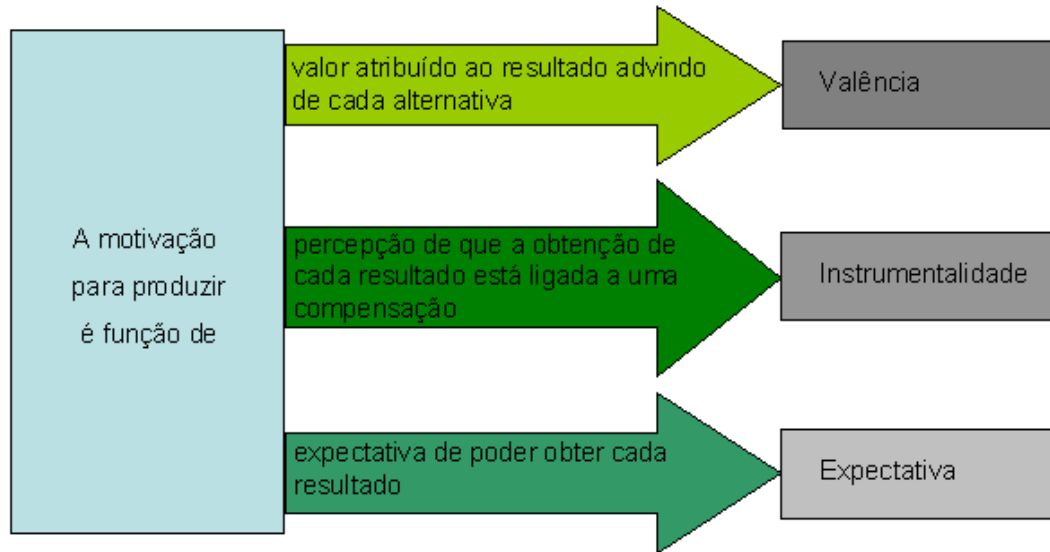 A motivação
para produzir
é função de
valor atribuído ao resultado advindo
de cada alternativa
Valência
percepção de que a obtenção de
cada resultado está ligada a uma
compensação
Instrumentalidade
expectativa de poder obter cada
resultado
Expectativa